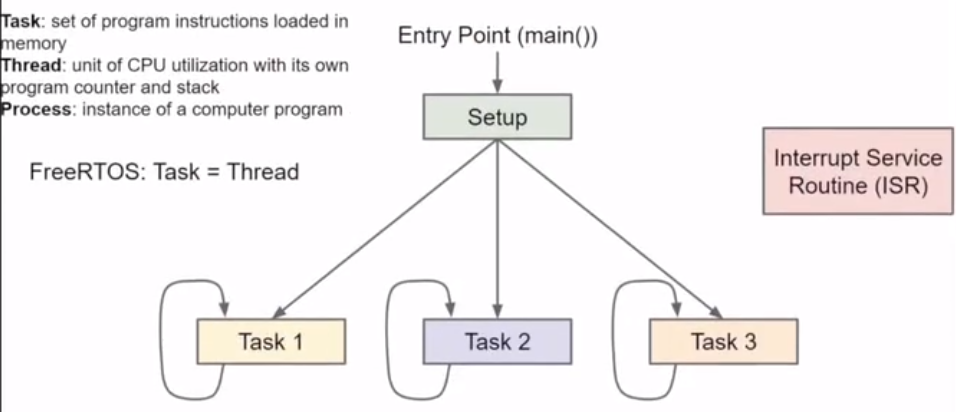 Task: set of program instructions loaded in
memory
Thread: unit of CPU utilization with its own
program counter and stack
Process: instance of a computer program
FreeRTOS: Task = Thread
Entry Point (main())
Setup
Interrupt Service
Routine (ISR)
Task 1
Task 2
Task 3